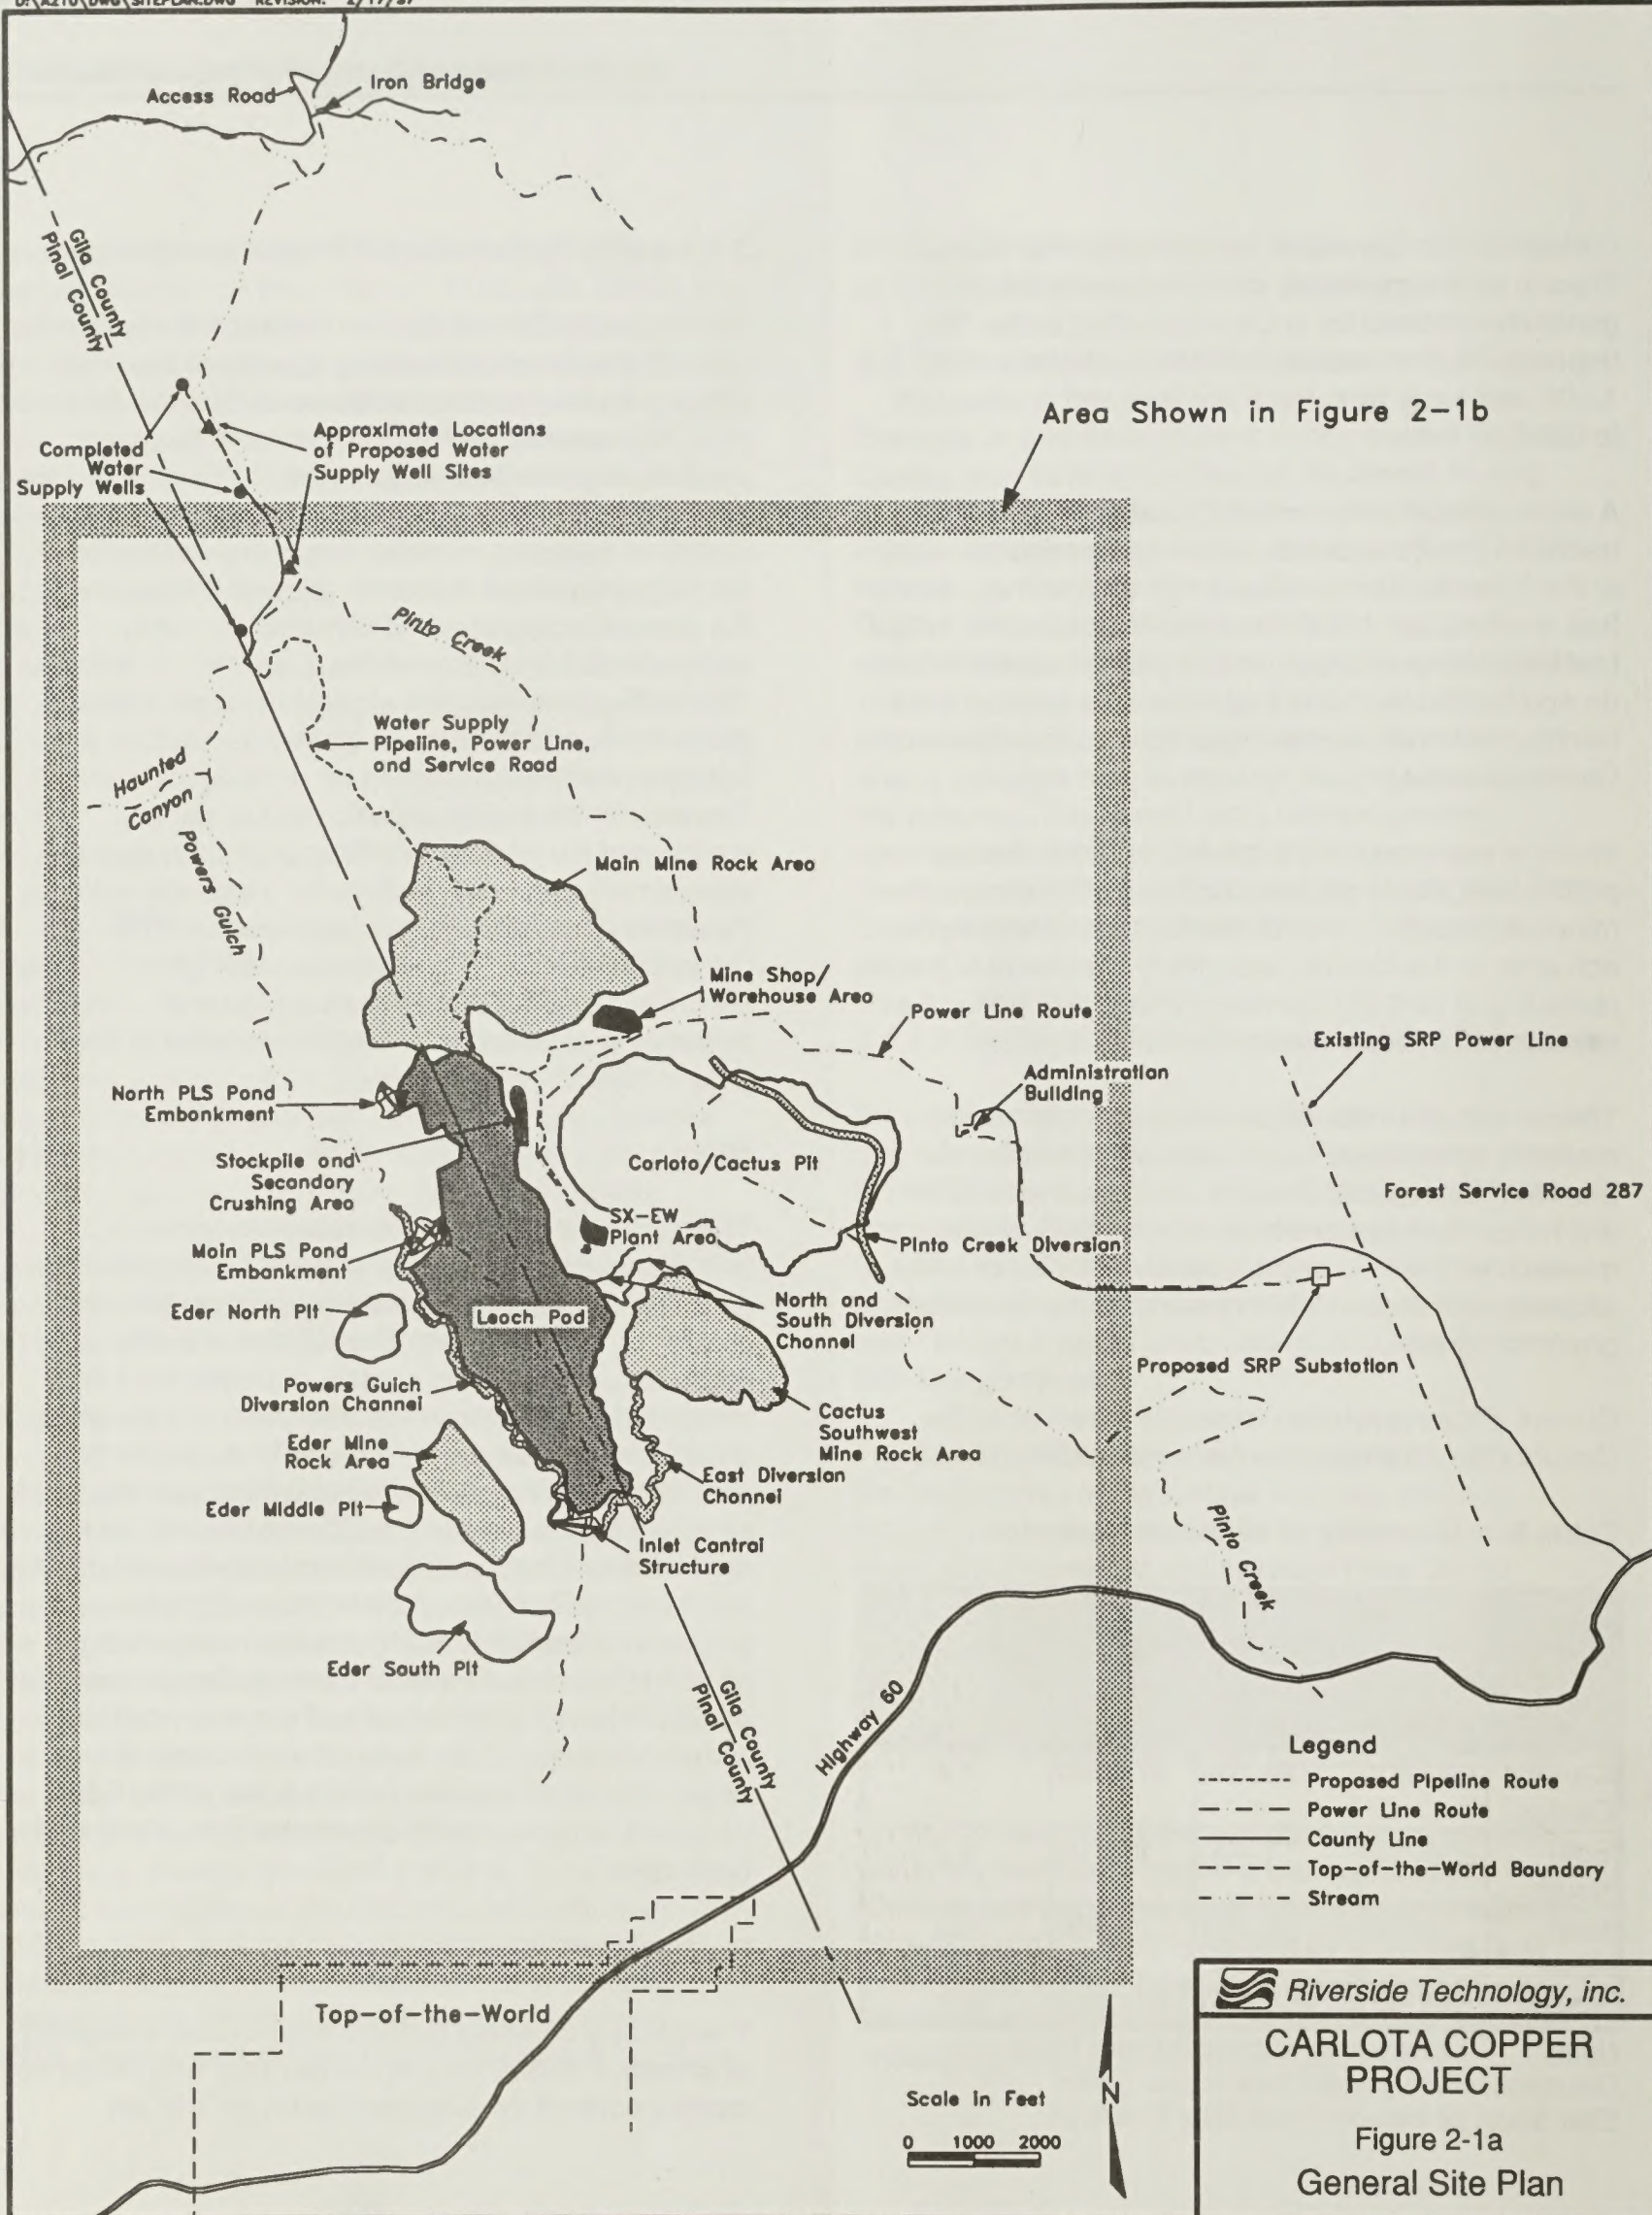 Access Road
Iron Bridge
Gila County
Pinal County
Completed
Water
Supply Wells
Approximate Locations
of Proposed Water
Supply Well Sites
Area Shown in Figure 2-1b
Pinto Creek
Water Supply
Pipeline, Power Line,
and Service Road
Haunted
Canyon
Powers Gulch
Main Mine Rock Area
Mine Shop/
Warehouse Area
Power Line Route
Existing SRP Power Line
Administration
Building
North PLS Pond
Embankment
Stockpile and
Secondary
Crushing Area
Carlota/Cactus Pit
Forest Service Road 287
SX-EW
Plant Area
Main PLS Pond
Embankment
Pinto Creek Diversion
Eder North Pit
Leach Pad
North and
South Diversion
Channel
Proposed SRP Substation
Powers Gulch
Diversion Channel
Cactus
Southwest
Mine Rock Area
Eder Mine
Rock Area
East Diversion
Channel
Eder Middle Pit
Inlet Control
Structure
Pinto Creek
Eder South Pit
Gila County
Pinal County
Highway 60
Legend
Proposed Pipeline Route
Power Line Route
County Line
Top-of-the-World Boundary
Stream
Top-of-the-World
Riverside Technology, inc.
CARLOTA COPPER
PROJECT
Figure 2-1a
General Site Plan
Scale in Feet
0 1000 2000
N